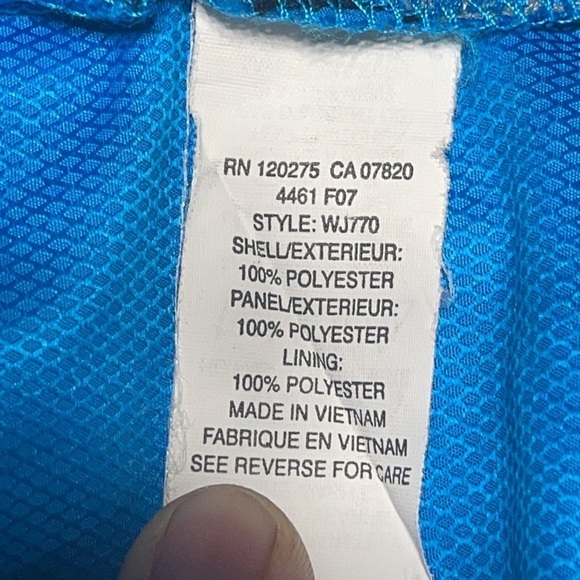 RN 120275 CA 07820
4461 F07
STYLE: WJ770
SHELL/EXTERIEUR:
100% POLYESTER
PANEL/EXTERIEUR:
100% POLYESTER
LINING:
100% POLYESTER
MADE IN VIETNAM
FABRIQUE EN VIETNAM
SEE REVERSE FOR CARE